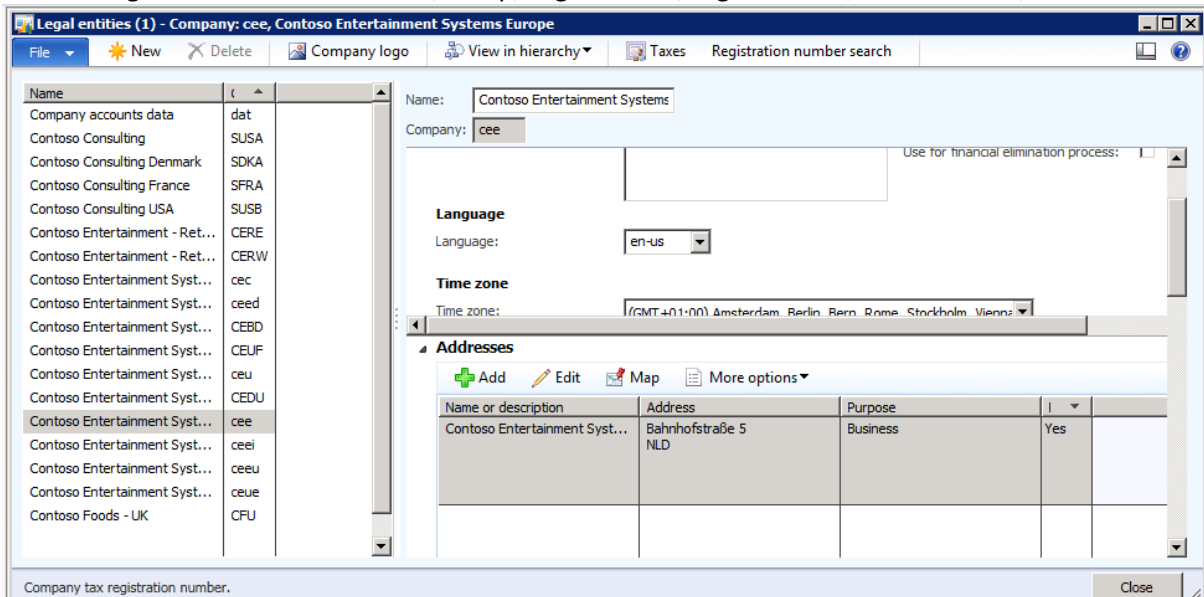 Legal entities (1) - Company: cee, Contoso Entertainment Systems Europe
File New Delete Company logo View in hierarchy Taxes Registration number search
Name (
Company accounts data dat
Contoso Consulting SUSA
Contoso Consulting Denmark SDKA
Contoso Consulting France SFRA
Contoso Consulting USA SUSB
Contoso Entertainment - Ret... CERE
Contoso Entertainment - Ret... CERW
Contoso Entertainment Syst... cec
Contoso Entertainment Syst... ceed
Contoso Entertainment Syst... CEBD
Contoso Entertainment Syst... CEUF
Contoso Entertainment Syst... ceu
Contoso Entertainment Syst... CEDU
Contoso Entertainment Syst... cee
Contoso Entertainment Syst... ceei
Contoso Entertainment Syst... ceeu
Contoso Entertainment Syst... ceue
Contoso Foods - UK CFU
Name: Contoso Entertainment Systems
Company: cee
Use for financial elimination process:
Language
Language: en-us
Time zone
Time zone: (GMT+01:00) Amsterdam, Berlin, Bern, Rome, Stockholm, Vienna
Addresses
Add Edit Map More options
Name or description Address Purpose I
Contoso Entertainment Syst... Bahnhofstraße 5 Business Yes
NLD
Company tax registration number.
Close